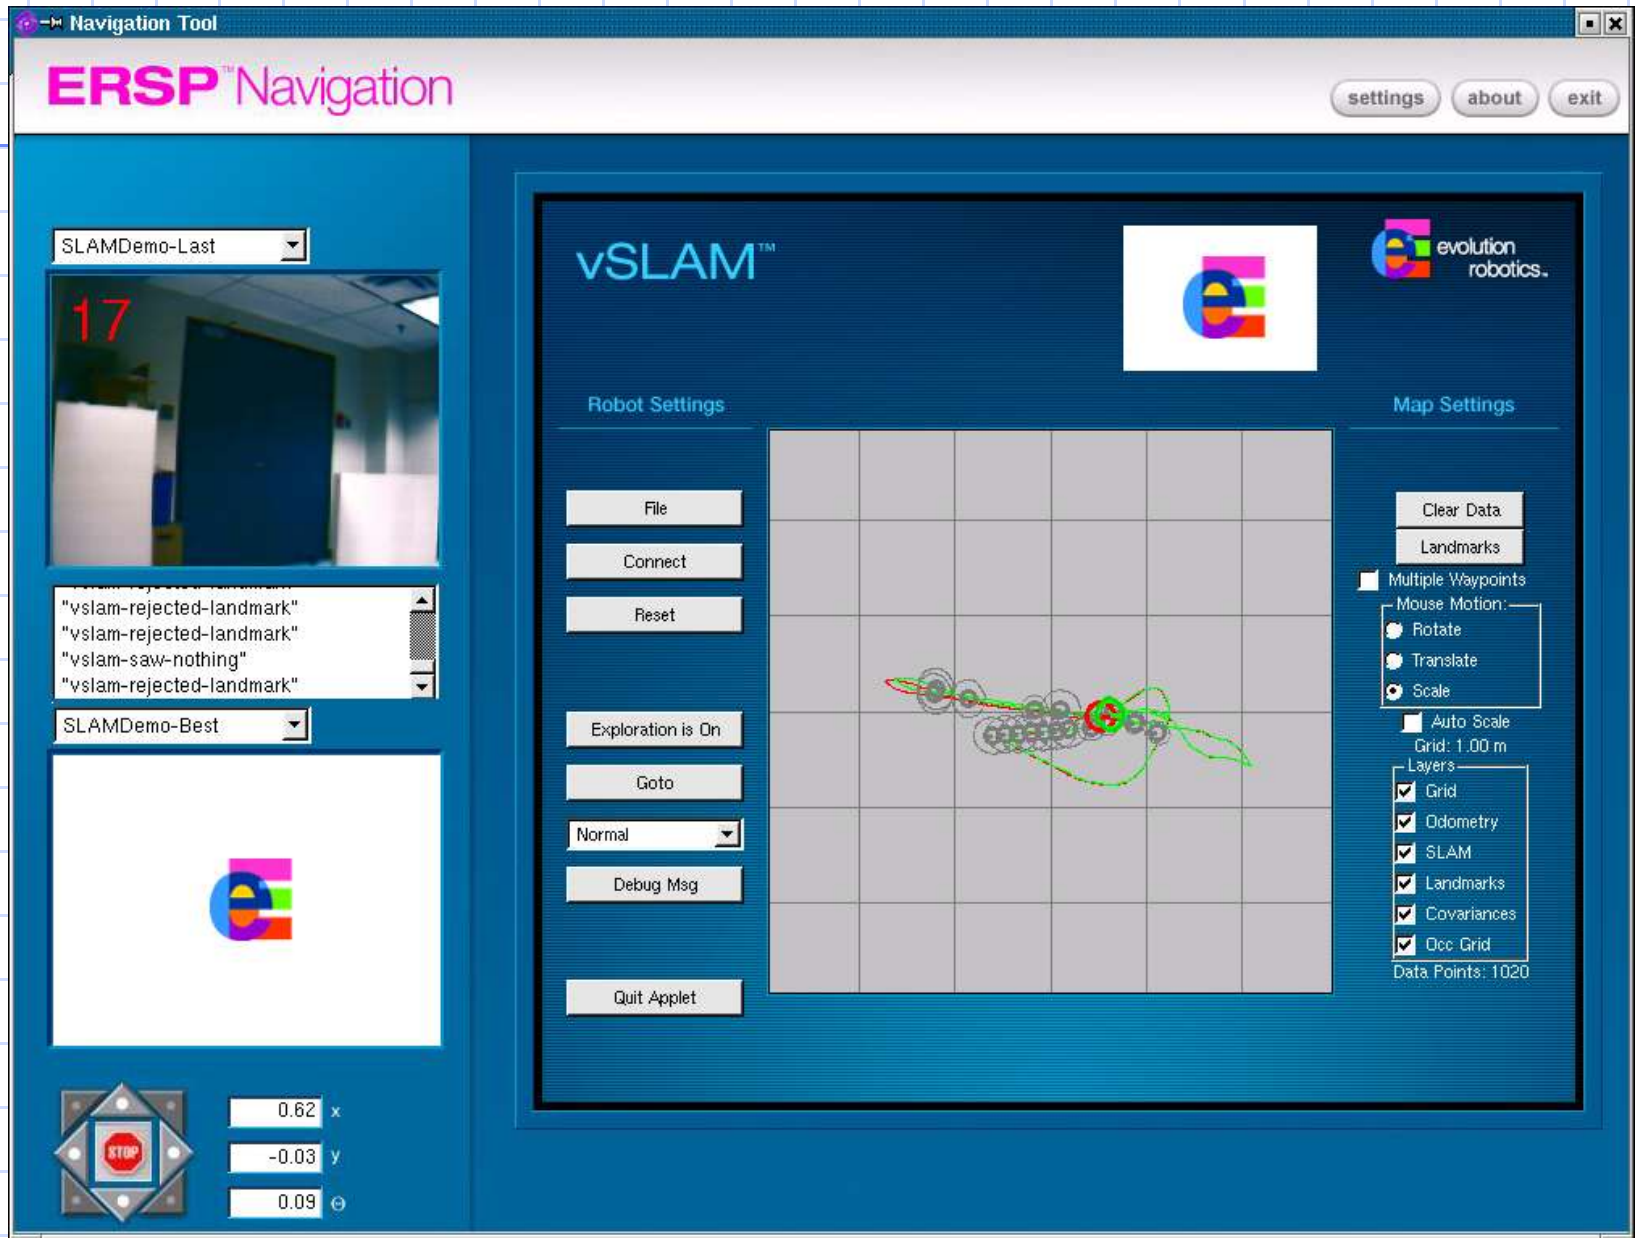 Navigation Tool
ERSP™ Navigation
settings
about
exit
SLAMDemo-Last
17
"vslam-rejected-landmark"
"vslam-rejected-landmark"
"vslam-saw-nothing"
"vslam-rejected-landmark"
SLAMDemo-Best
STOP
0.62 x
-0.03 y
0.09 Θ
vSLAM™
evolution
robotics™
Robot Settings
File
Connect
Reset
Exploration is On
Goto
Normal
Debug Msg
Quit Applet
Map Settings
Clear Data
Landmarks
Multiple Waypoints
Mouse Motion:
Rotate
Translate
Scale
Auto Scale
Grid: 1.00 m
Layers
Grid
Odometry
SLAM
Landmarks
Covariances
Occ Grid
Data Points: 1020